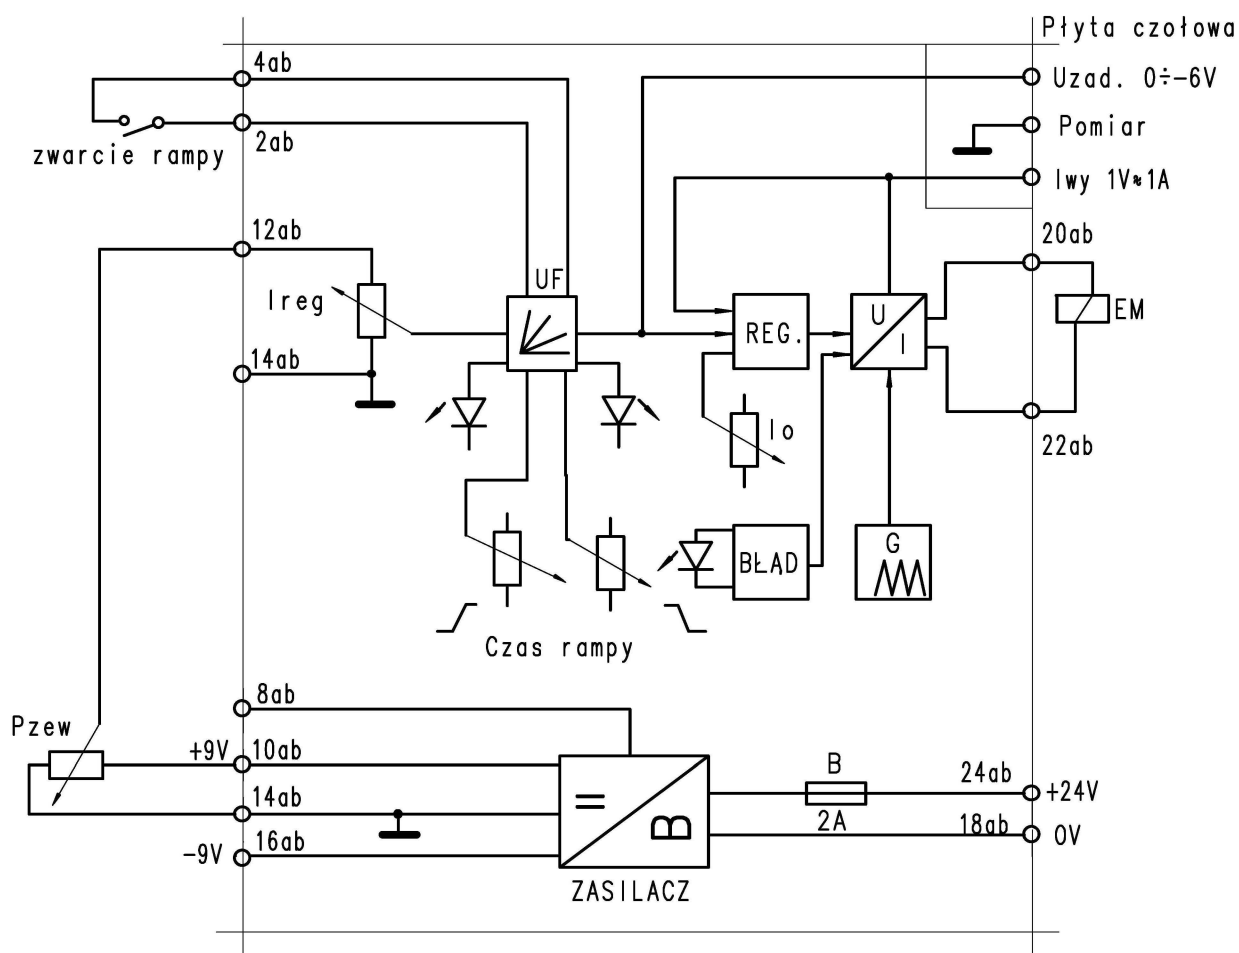 Płyta czołowa
4ab
Uzad. 0÷-6V
2ab
Pomiar
zwarcie rampy
Iwy 1V≈1A
12ab
20ab
UF
Ireg
U
I
REG.
EM
14ab
Io
22ab
G
BŁĄD
Czas rampy
8ab
Pzew
+9V
10ab
B
24ab
+24V
14ab
=
2A
18ab
0V
16ab
B
-9V
ZASILACZ